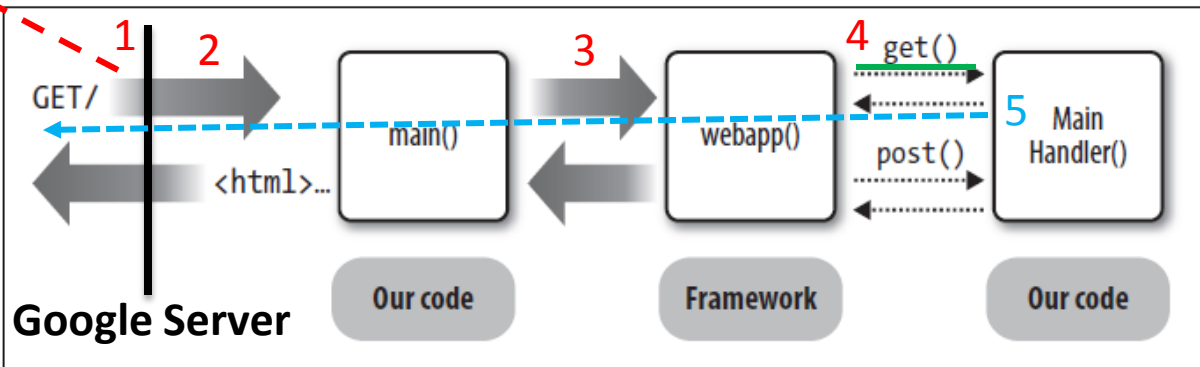 1
2
3
4
get()
GET/
main()
webapp()
5
Main
Handler()
post()
<html>…
Our code
Framework
Our code
Google Server